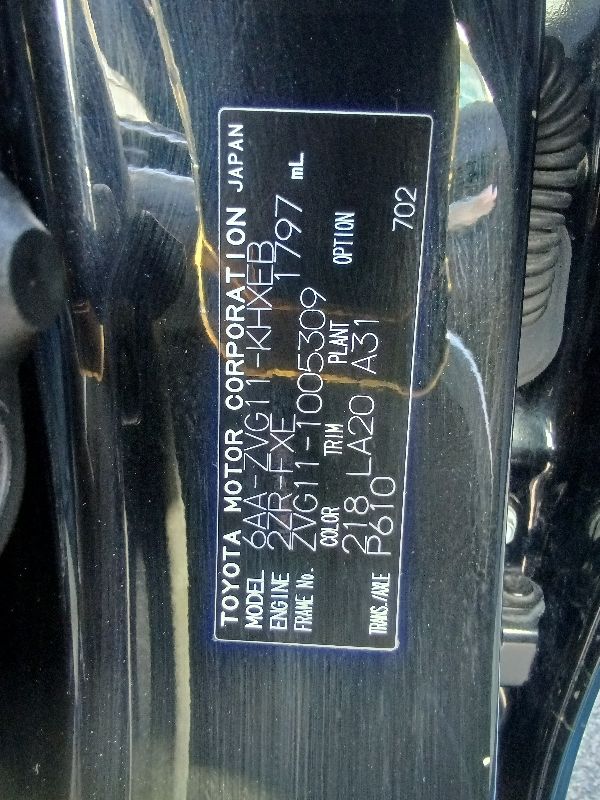 TOYOTA MOTOR CORPORATION JAPAN
MODEL 6AA-ZVG11-KHXEB
ENGINE 2ZR-FXE 1797 mL
FRAME No. ZVG11-1005309
COLOR TRIM PLANT OPTION
218 LA20 A31
TRANS./AXLE P610 702